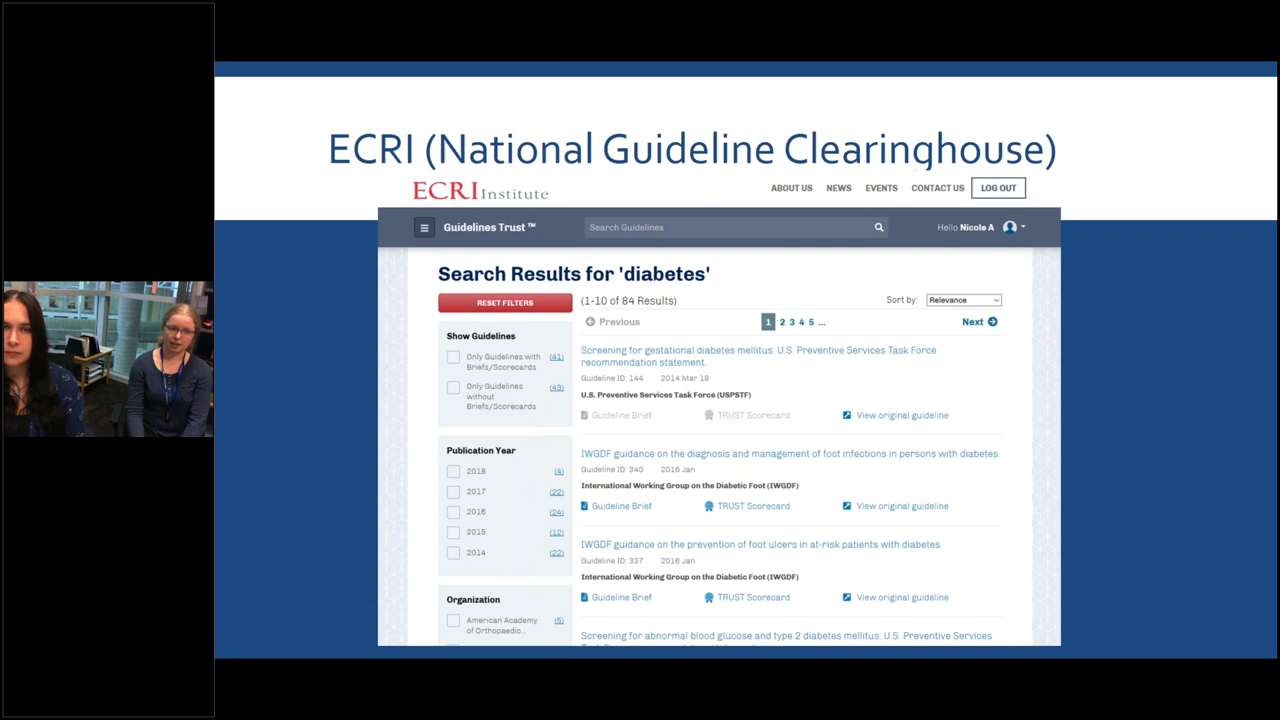 ECRI (National Guideline Clearinghouse)
ECRI Institute
ABOUT US NEWS EVENTS CONTACT US LOG OUT
Guidelines Trust ™
Search Guidelines
Hello Nicole A
Search Results for 'diabetes'
RESET FILTERS
(1-10 of 84 Results)
Sort by: Relevance
Previous
1 2 3 4 5 ...
Next
Show Guidelines
Only Guidelines with
Briefs/Scorecards
(41)
Only Guidelines
without
Briefs/Scorecards
(43)
Publication Year
2018 (4)
2017 (22)
2016 (24)
2015 (12)
2014 (22)
Organization
American Academy
of Orthopaedic...
(5)
Screening for gestational diabetes mellitus: U.S. Preventive Services Task Force
recommendation statement.
Guideline ID: 144 2014 Mar 18
U.S. Preventive Services Task Force (USPSTF)
Guideline Brief TRUST Scorecard View original guideline
IWGDF guidance on the diagnosis and management of foot infections in persons with diabetes.
Guideline ID: 340 2016 Jan
International Working Group on the Diabetic Foot (IWGDF)
Guideline Brief TRUST Scorecard View original guideline
IWGDF guidance on the prevention of foot ulcers in at-risk patients with diabetes.
Guideline ID: 337 2016 Jan
International Working Group on the Diabetic Foot (IWGDF)
Guideline Brief TRUST Scorecard View original guideline
Screening for abnormal blood glucose and type 2 diabetes mellitus: U.S. Preventive Services